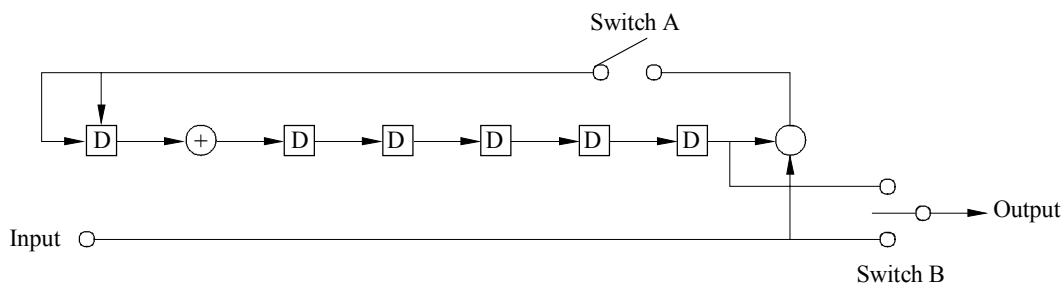 Switch A
D + D D D D D
Output
Input
Switch B